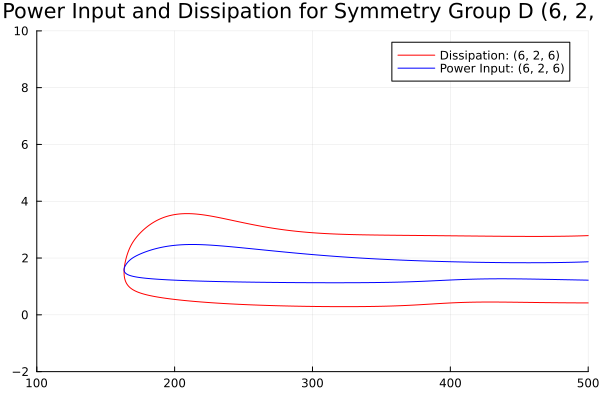 Power Input and Dissipation for Symmetry Group D (6, 2,
10
Dissipation: (6, 2, 6)
Power Input: (6, 2, 6)
8
6
4
2
0
−2
100 200 300 400 500